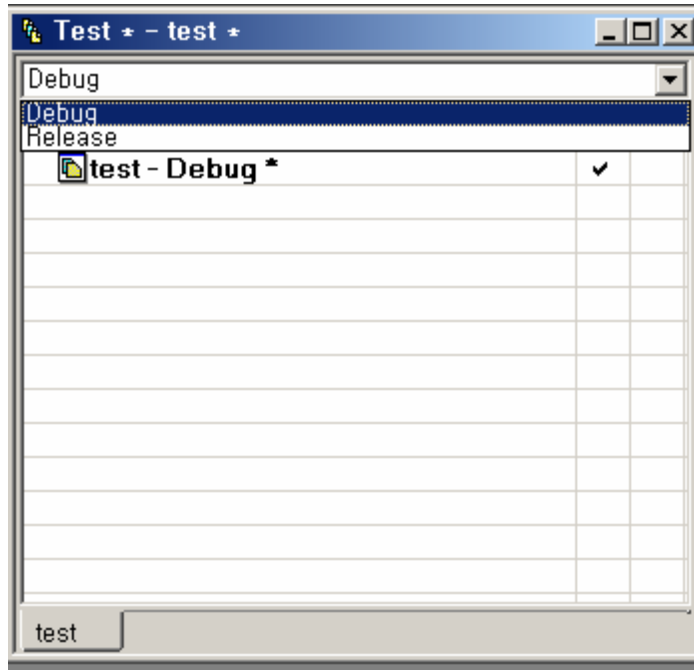 Test * - test *
Debug
Debug
Release
test - Debug *
test